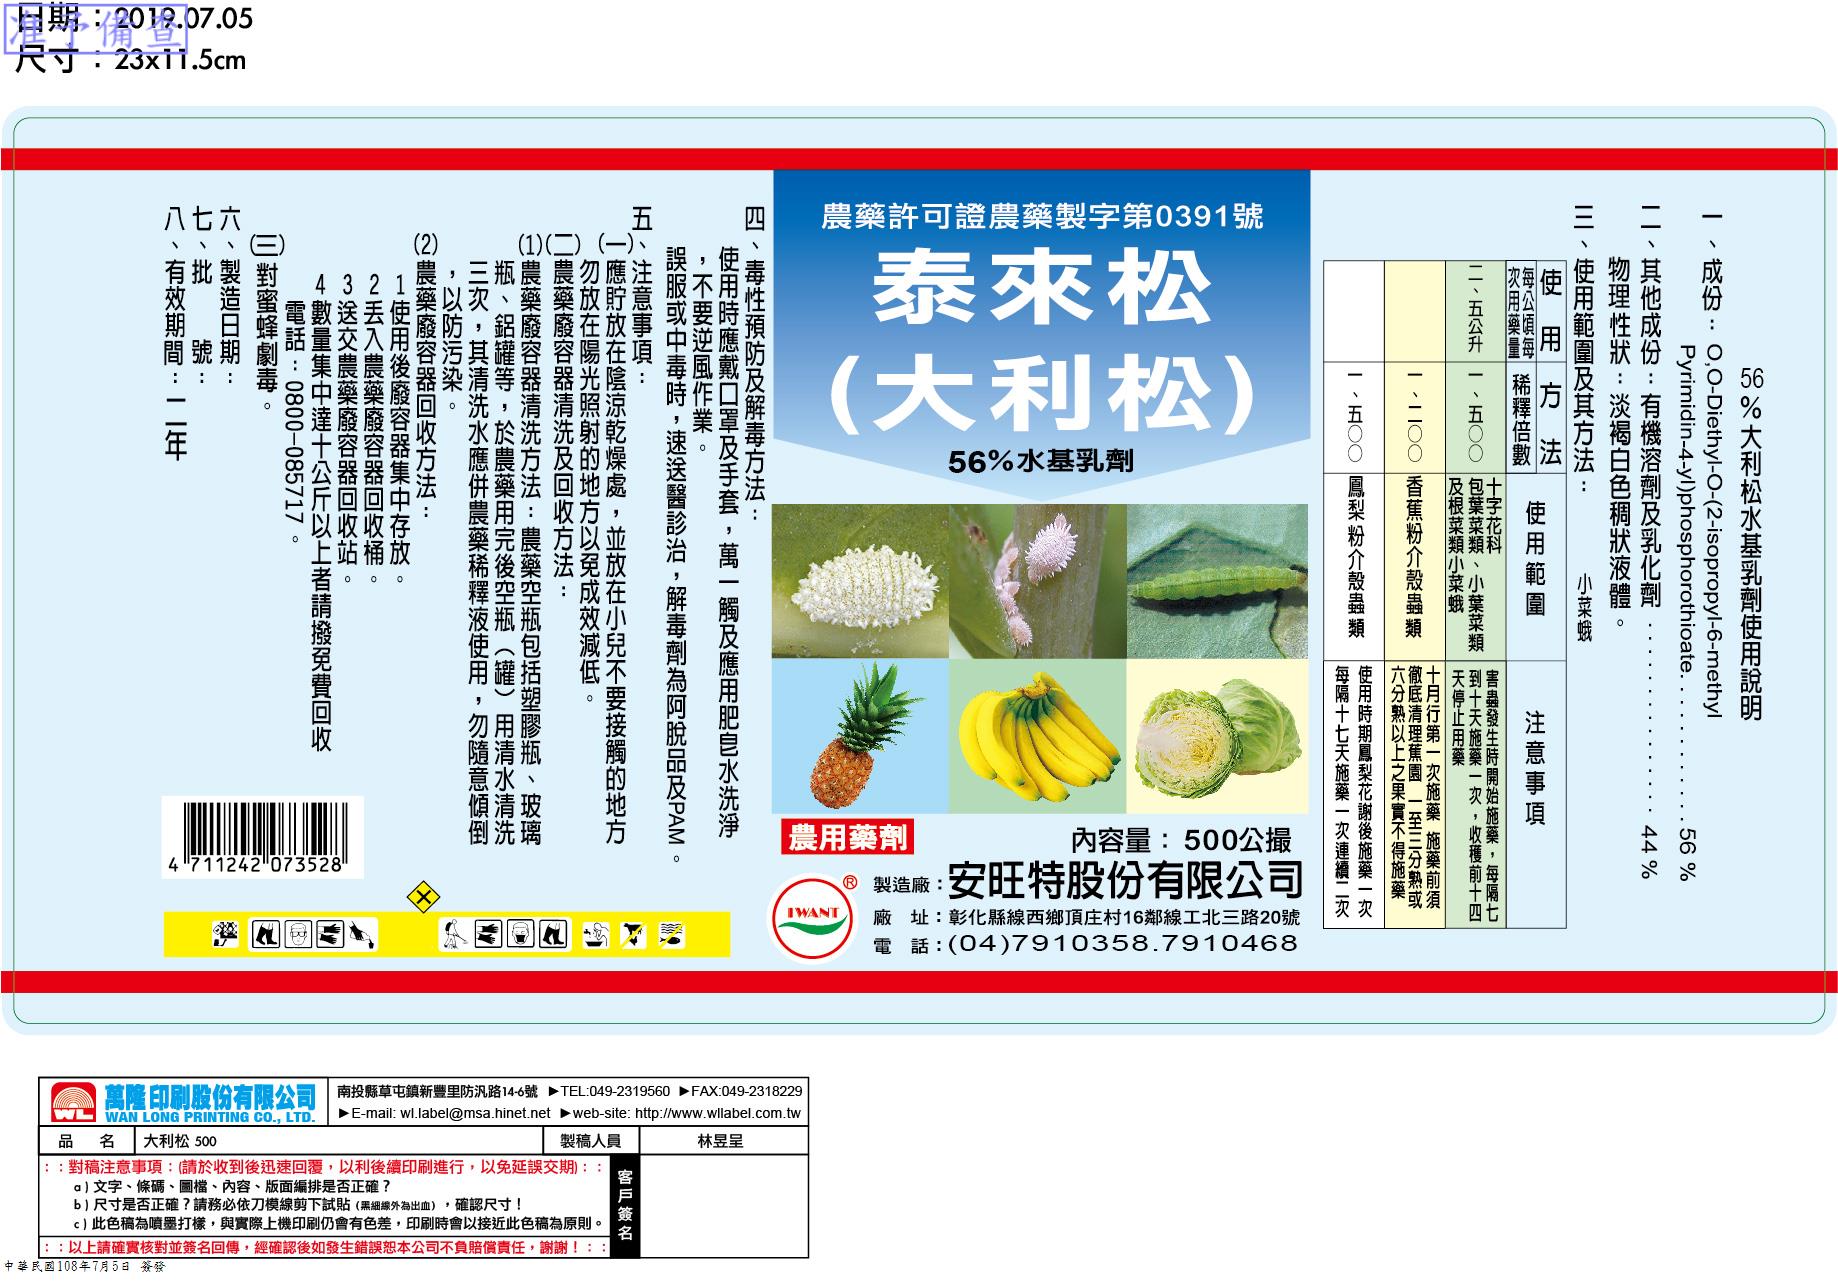 日期：2019.07.05
准予備查
尺寸：23x11.5cm
56%大利松水基乳劑使用說明
一、成份：O,O-Diethyl-O-(2-isopropyl-6-methyl
Pyrimidin-4-yl)phosphorothioate..............56 %
二、其他成份：有機溶劑及乳化劑....................44 %
物理性狀：淡褐白色稠狀液體。
三、使用範圍及其方法： 小菜蛾
使用方法
使用範圍
注意事項
每公頃每
次用藥量
稀釋倍數
二、五公升
一、五〇〇
十字花科
包葉菜類、小葉菜類
及根菜類小菜蛾
害蟲發生時開始施藥，每隔七
到十天施藥一次，收穫前十四
天停止用藥
一、二〇〇
香蕉粉介殼蟲類
十月行第一次施藥 施藥前須
徹底清理蕉園 一至三分熟或
六分熟以上之果實不得施藥
一、五〇〇
鳳梨粉介殼蟲類
使用時期鳳梨花謝後施藥一次
每隔十七天施藥一次連續二次
農藥許可證農藥製字第0391號
泰來松
(大利松)
56%水基乳劑
農用藥劑
內容量：500公撮
IWANT
®
製造廠：安旺特股份有限公司
廠　址：彰化縣線西鄉頂庄村16鄰線工北三路20號
電　話：(04)7910358.7910468
四、毒性預防及解毒方法：
使用時應戴口罩及手套，萬一觸及應用肥皂水洗淨
，不要逆風作業。
誤服或中毒時，速送醫診治，解毒劑為阿脫品及PAM。
五、注意事項：
(一)應貯放在陰涼乾燥處，並放在小兒不要接觸的地方
勿放在陽光照射的地方以免成效減低。
(二)農藥廢容器清洗及回收方法：
(1)農藥廢容器清洗方法：農藥空瓶包括塑膠瓶、玻璃
瓶、鋁罐等，於農藥用完後空瓶（罐）用清水清洗
三次，其清洗水應併農藥稀釋液使用，勿隨意傾倒
，以防污染。
(2)農藥廢容器回收方法：
1使用後廢容器集中存放。
2丟入農藥廢容器回收桶。
3送交農藥廢容器回收站。
4數量集中達十公斤以上者請撥免費回收
電話：0800-085717。
(三)對蜜蜂劇毒。
六、製造日期：
七、批　　號：
八、有效期間：二年
4 711242 073528
WL
萬隆印刷股份有限公司
WAN LONG PRINTING CO., LTD.
南投縣草屯鎮新豐里防汛路14-6號 ▶TEL:049-2319560 ▶FAX:049-2318229
▶E-mail: wl.label@msa.hinet.net ▶web-site: http://www.wllabel.com.tw
品　名 大利松 500 製稿人員 林昱呈
：：對稿注意事項：(請於收到後迅速回覆，以利後續印刷進行，以免延誤交期)：：
a）文字、條碼、圖檔、內容、版面編排是否正確？
b）尺寸是否正確？請務必依刀模線剪下試貼（黑細線外為出血），確認尺寸！
c）此色稿為噴墨打樣，與實際上機印刷仍會有色差，印刷時會以接近此色稿為原則。
：：以上請確實核對並簽名回傳，經確認後如發生錯誤恕本公司不負賠償責任，謝謝！：：
客戶簽名
中華民國108年7月5日 簽發